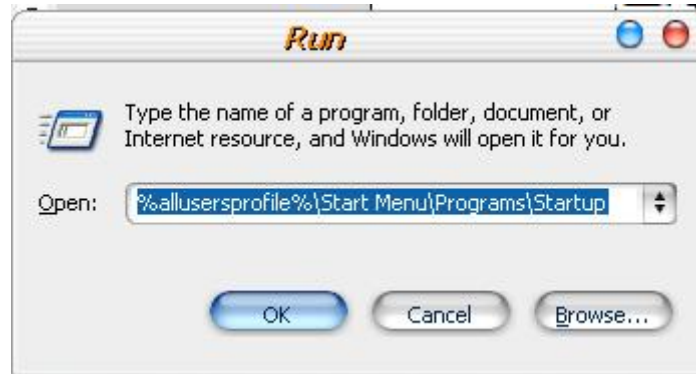 Run
Type the name of a program, folder, document, or
Internet resource, and Windows will open it for you.
Open: %allusersprofile%\Start Menu\Programs\Startup
OK Cancel Browse...